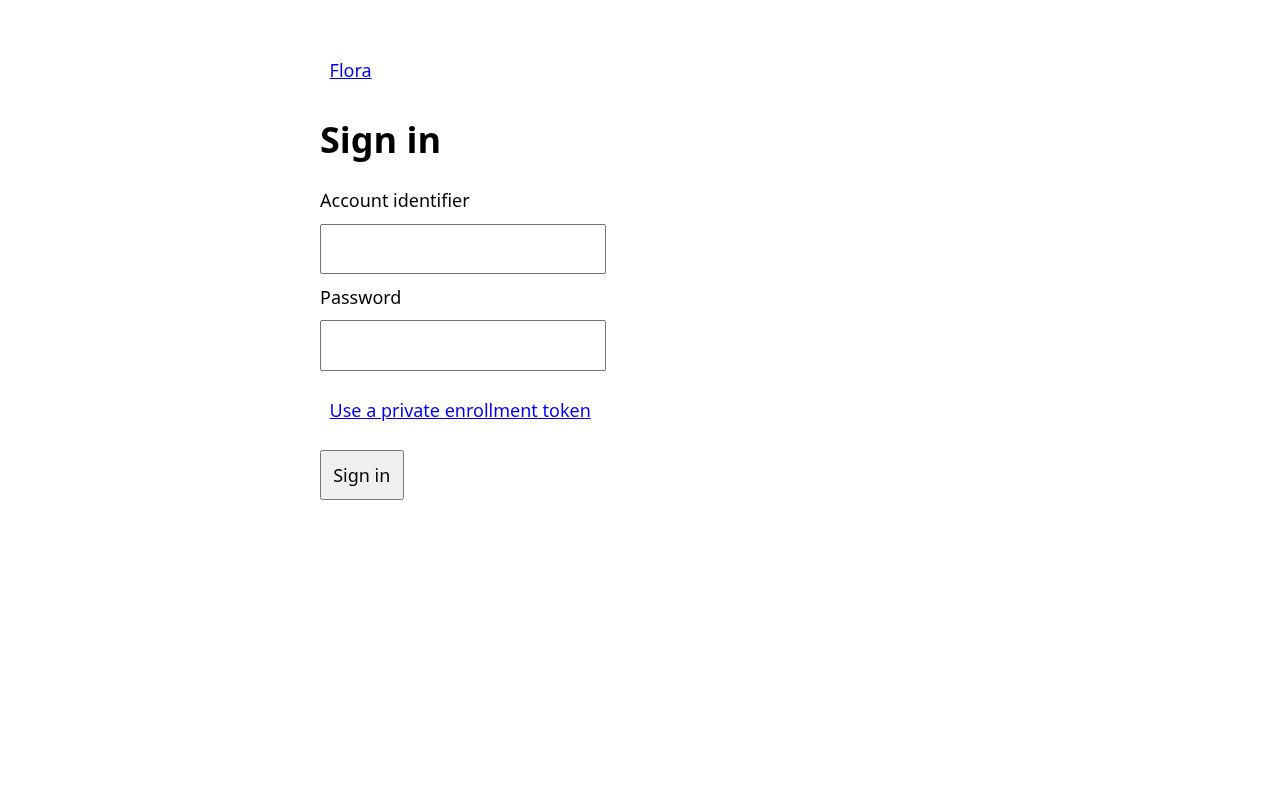 Flora
Sign in
Account identifier
Password
Use a private enrollment token
Sign in